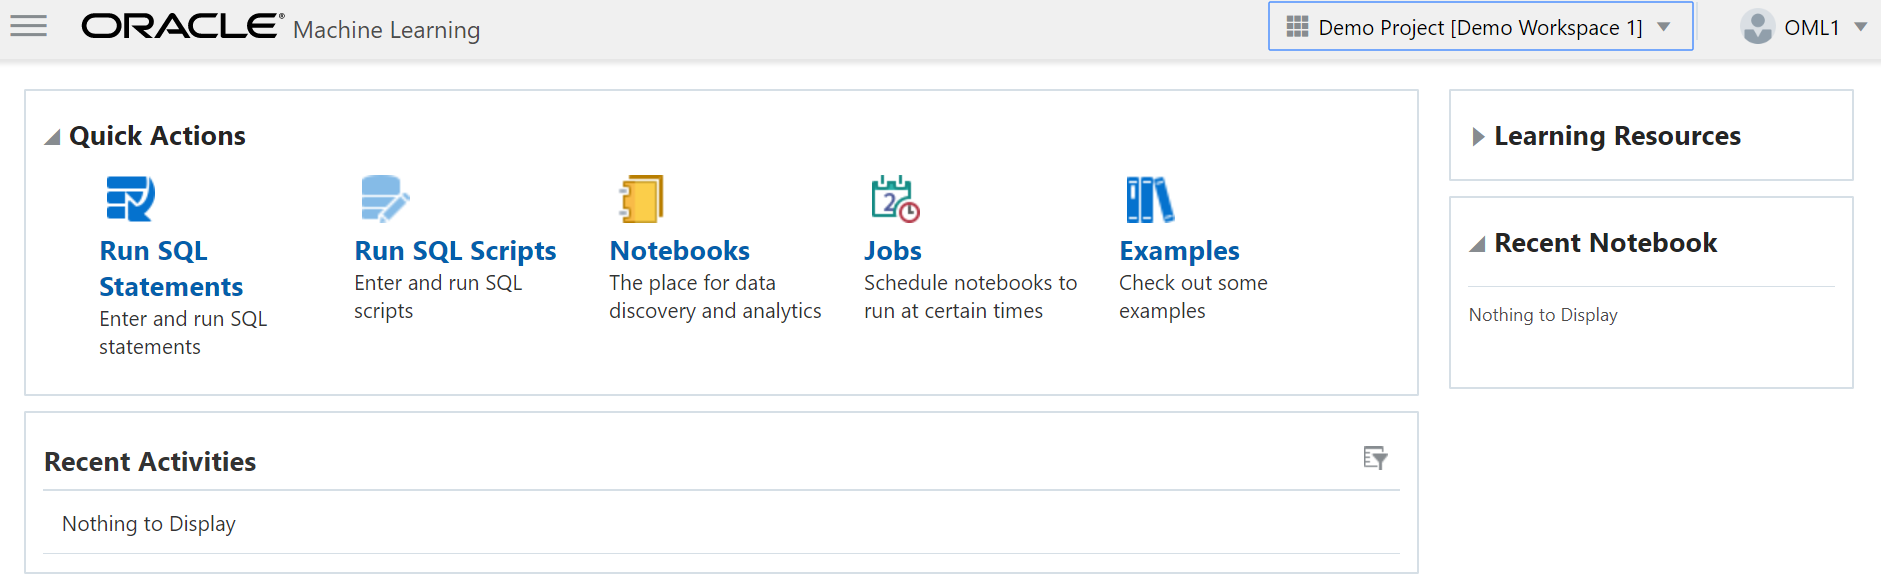 ORACLE® Machine Learning
Demo Project [Demo Workspace 1]
OML1
Quick Actions
Run SQL
Statements
Enter and run SQL
statements
Run SQL Scripts
Enter and run SQL
scripts
Notebooks
The place for data
discovery and analytics
2
Jobs
Schedule notebooks to
run at certain times
Examples
Check out some
examples
Learning Resources
Recent Notebook
Nothing to Display
Recent Activities
Nothing to Display